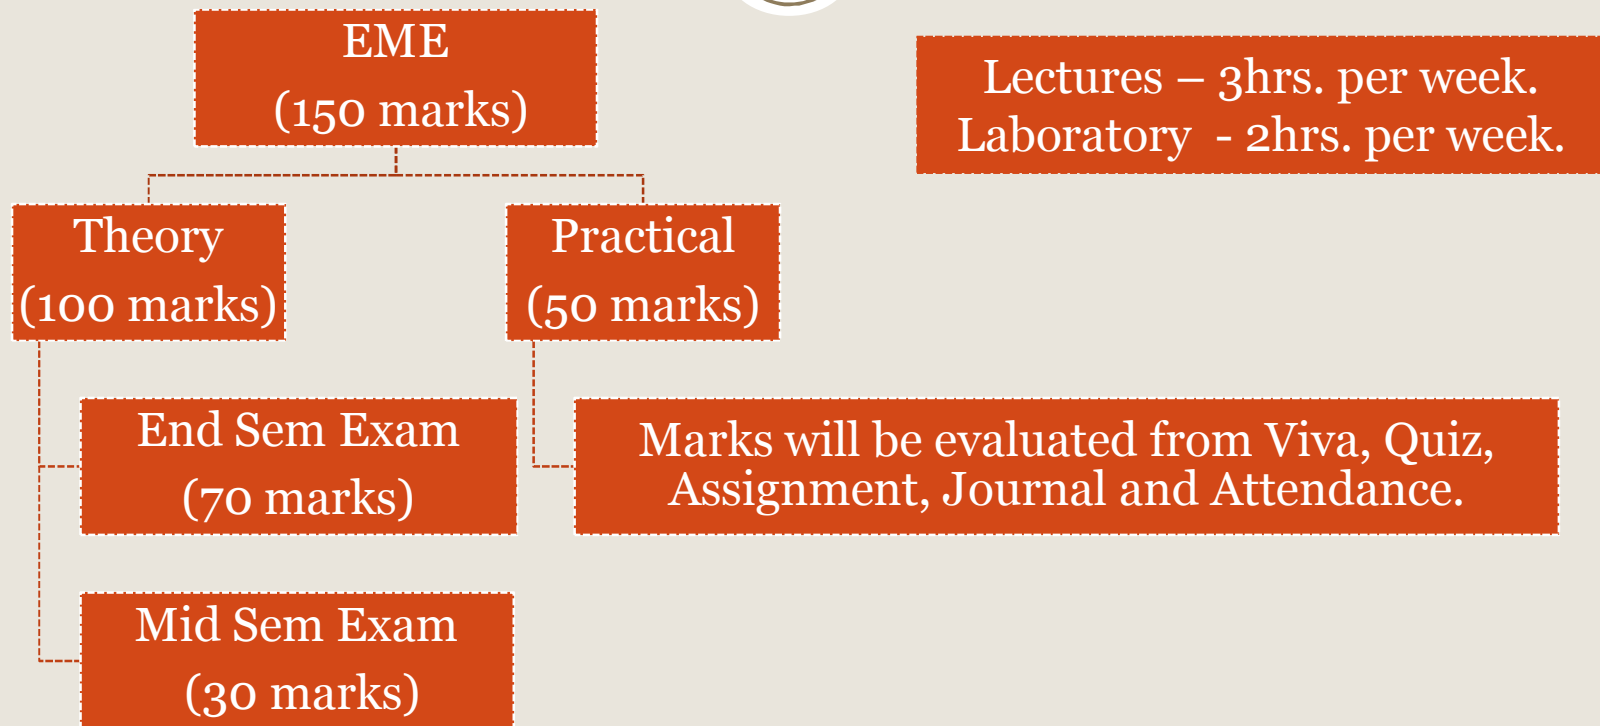 EME
(150 marks)
Lectures – 3hrs. per week.
Laboratory  - 2hrs. per week.
Theory
(100 marks)
Practical
(50 marks)
End Sem Exam
(70 marks)
Marks will be evaluated from Viva, Quiz,
Assignment, Journal and Attendance.
Mid Sem Exam
(30 marks)